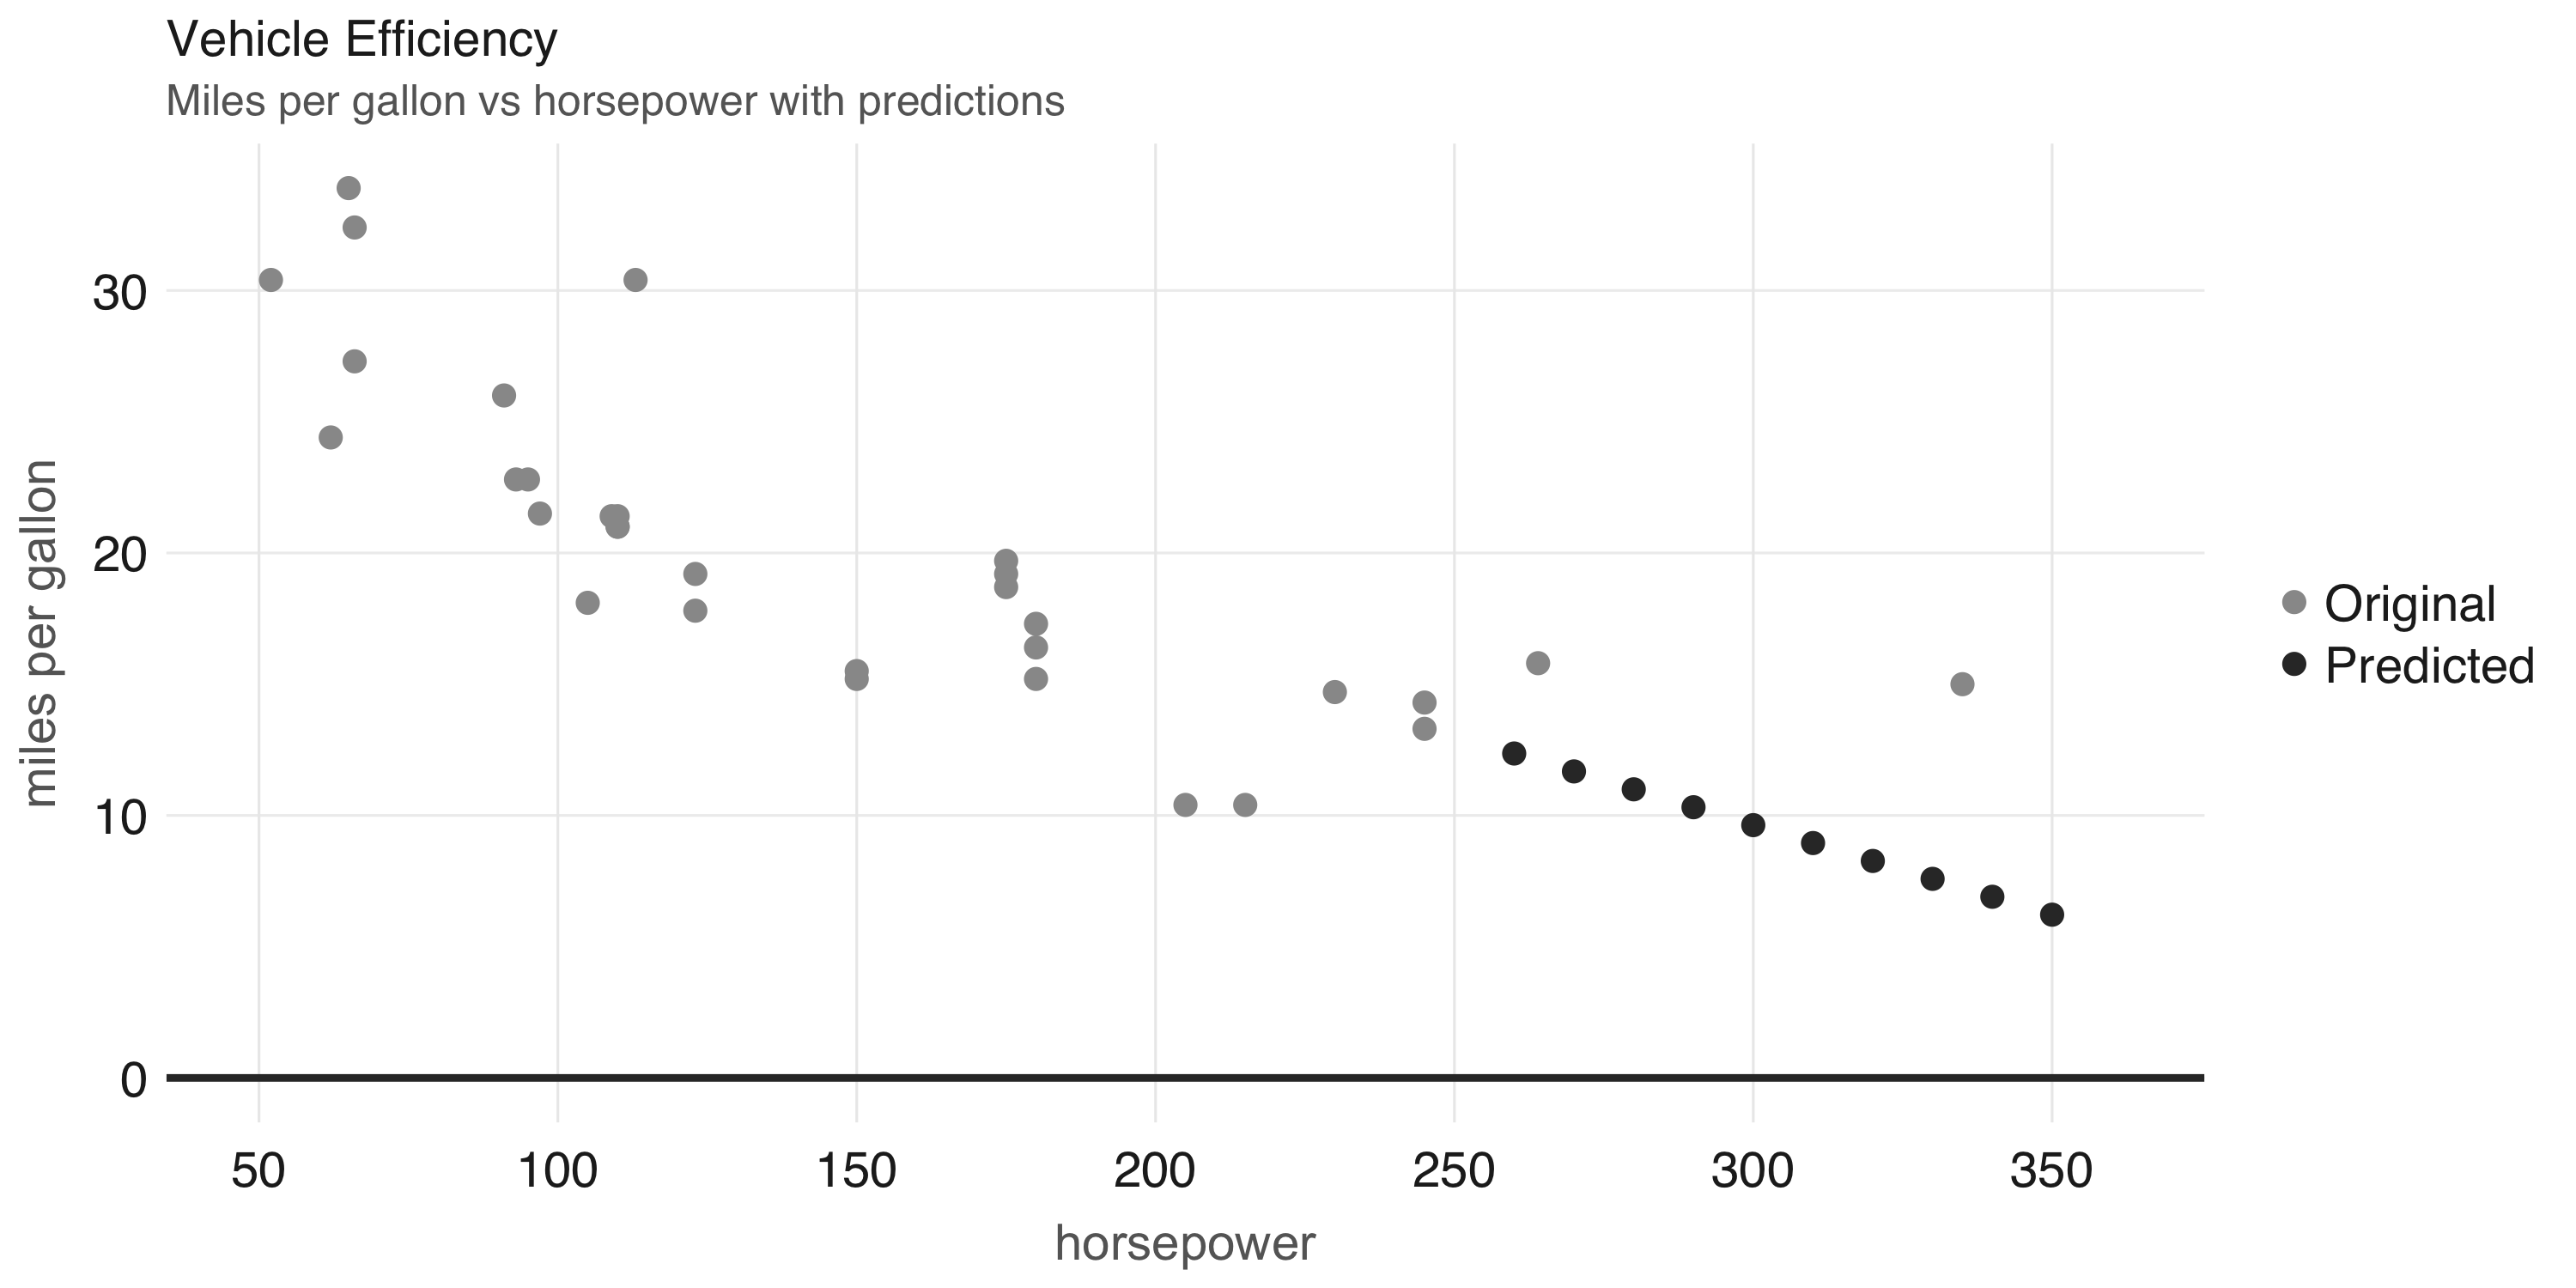 Vehicle Efficiency
Miles per gallon vs horsepower with predictions
miles per gallon
30
20
10
0
50 100 150 200 250 300 350
horsepower
Original
Predicted